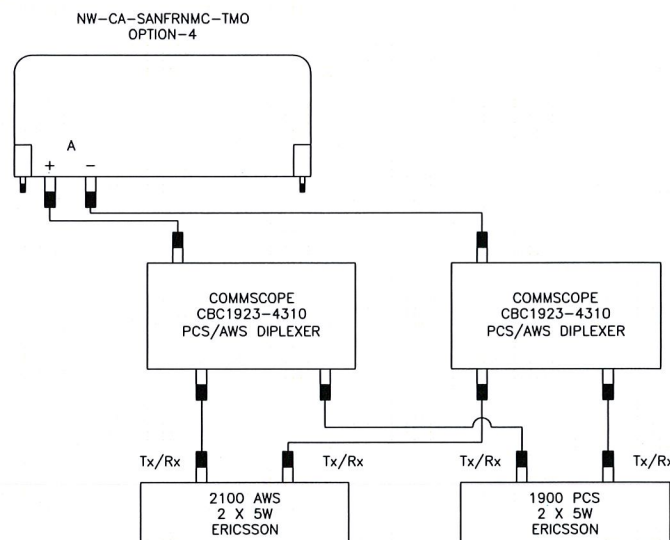 NW-CA-SANFRNMC-TMO
OPTION-4
A
+ -
COMMSCOPE
CBC1923-4310
PCS/AWS DIPLEXER
COMMSCOPE
CBC1923-4310
PCS/AWS DIPLEXER
Tx/Rx
Tx/Rx
Tx/Rx
Tx/Rx
2100 AWS
2 X 5W
ERICSSON
1900 PCS
2 X 5W
ERICSSON